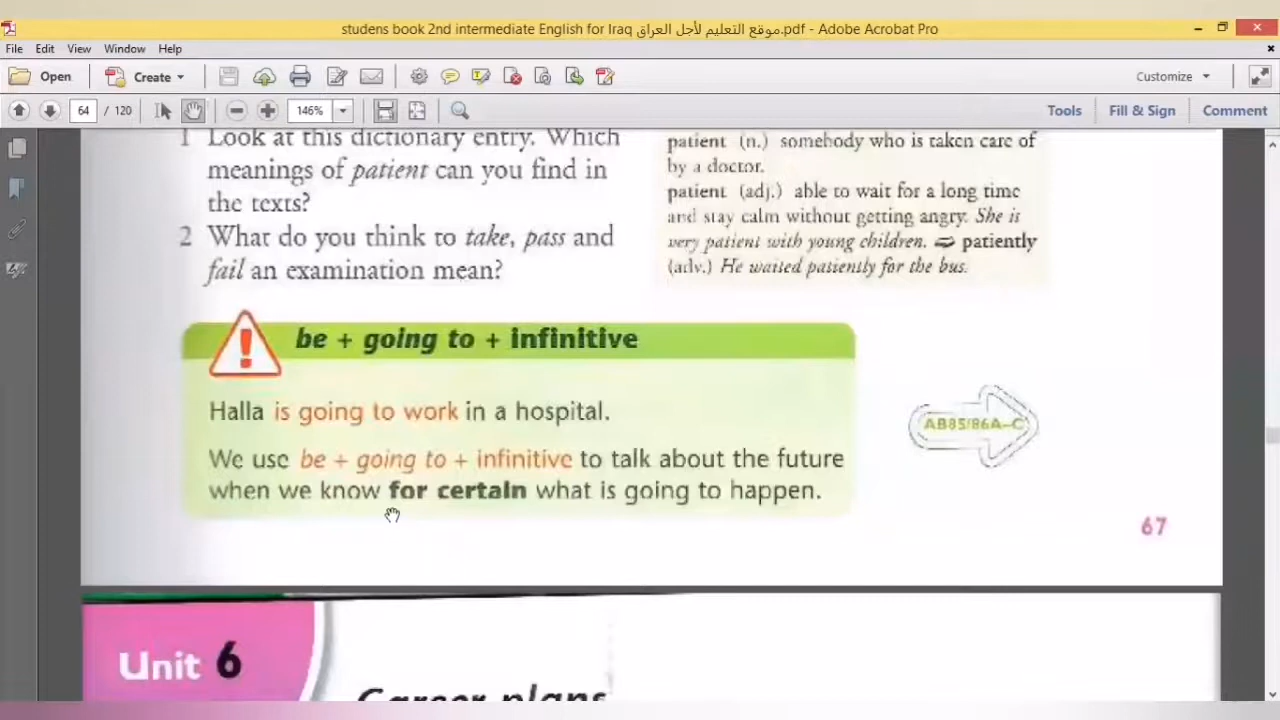 studens book 2nd intermediate English for Iraq موقع التعليم لأجل العراق.pdf - Adobe Acrobat Pro
File Edit View Window Help
Open Create Customize
64 / 120 146% Tools Fill & Sign Comment
1 Look at this dictionary entry. Which
meanings of patient can you find in
the texts?
2 What do you think to take, pass and
fail an examination mean?
patient (n.) somebody who is taken care of
by a doctor.
patient (adj.) able to wait for a long time
and stay calm without getting angry. She is
very patient with young children. ⇨ patiently
(adv.) He waited patiently for the bus.
be + going to + infinitive
Halla is going to work in a hospital.
We use be + going to + infinitive to talk about the future
when we know for certain what is going to happen.
AB85/86A–C
67
Unit 6
Career plans